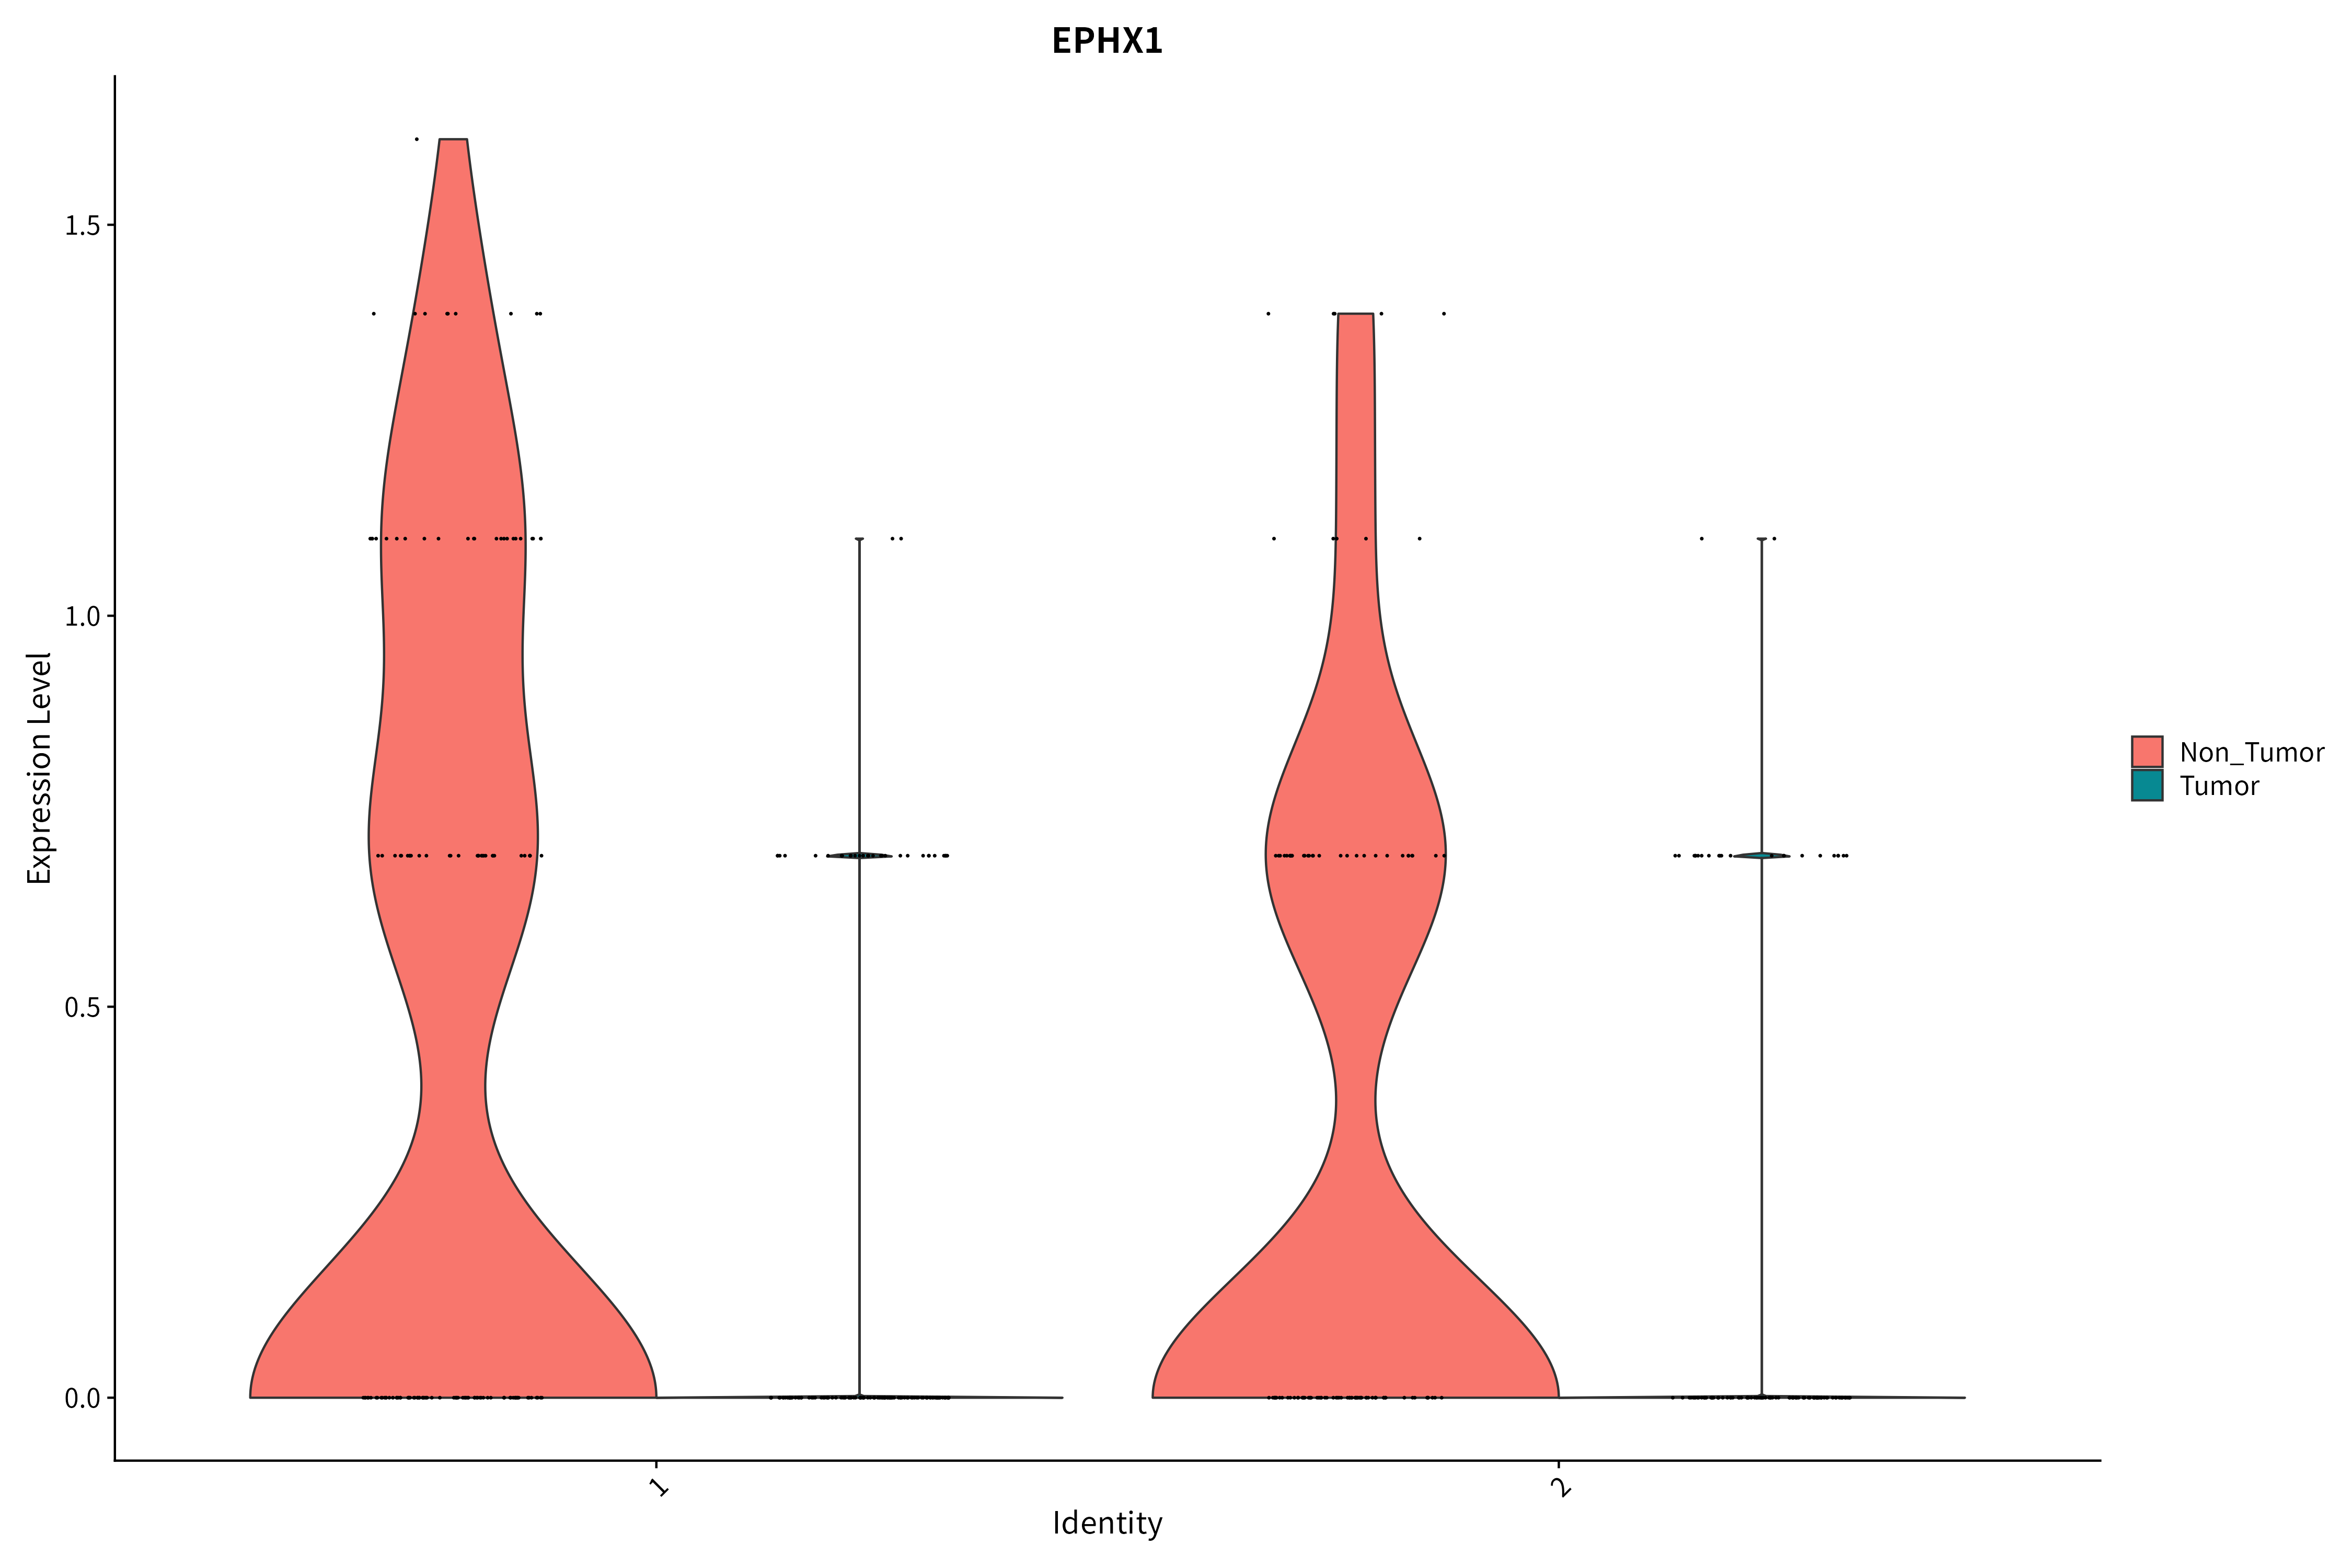 EPHX1
Expression Level
1.5
1.0
0.5
0.0
1
2
Identity
Non_Tumor
Tumor